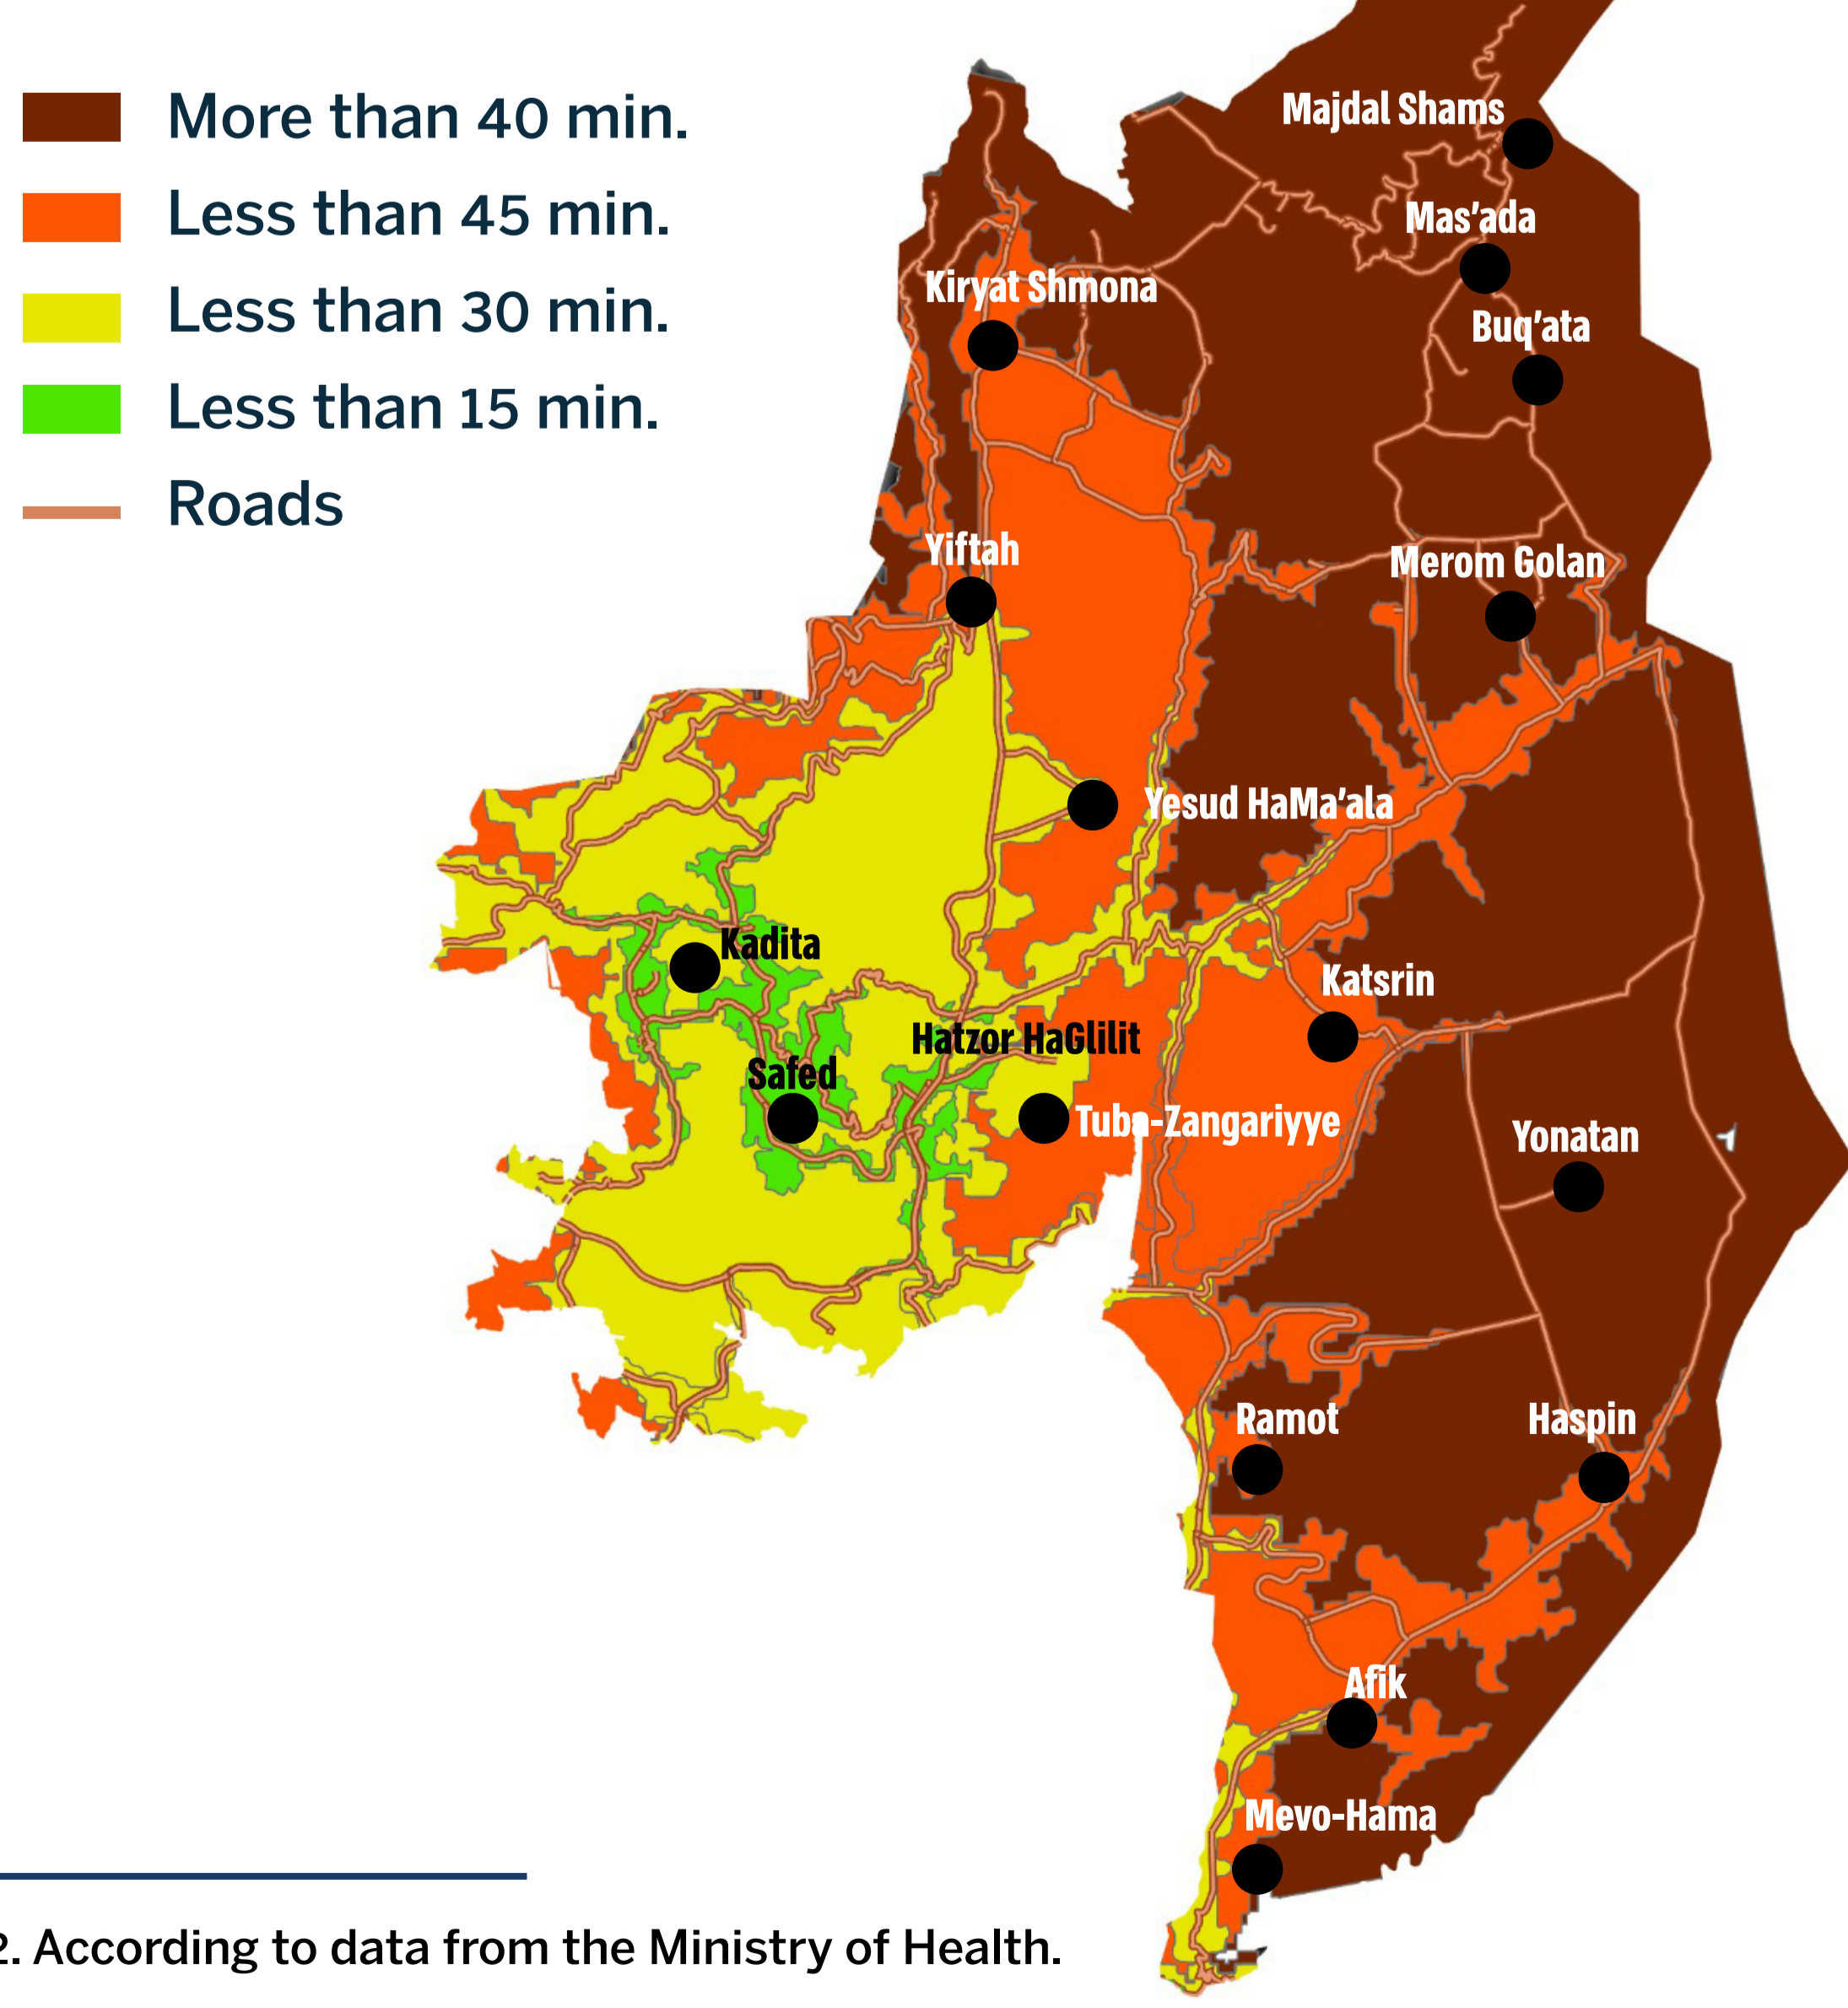 More than 40 min.
Less than 45 min.
Less than 30 min.
Less than 15 min.
Roads
Majdal Shams
Mas'ada
Kiryat Shmona
Buq'ata
Yiftah
Merom Golan
Yesud HaMa'ala
Kadita
Katsrin
Hatzor HaGlilit
Safed
Tuba-Zangariyye
Yonatan
Ramot
Haspin
Afik
Mevo-Hama
2. According to data from the Ministry of Health.